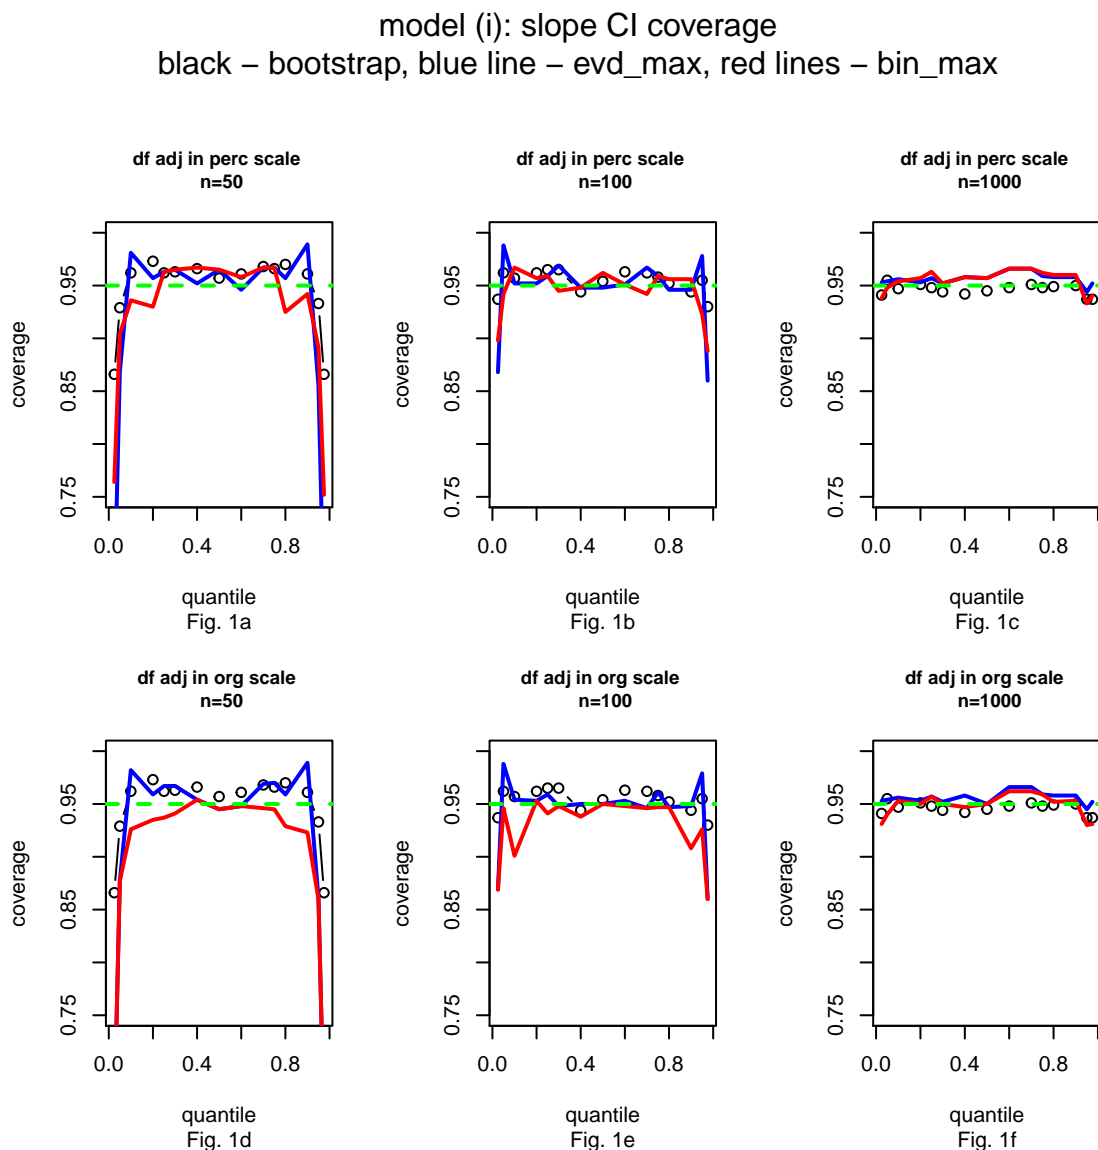 model (i): slope CI coverage
black − bootstrap, blue line − evd_max, red lines − bin_max
df adj in perc scale
n=50
coverage
0.75
0.85
0.95
0.0
0.4
0.8
quantile
Fig. 1a
df adj in perc scale
n=100
coverage
0.75
0.85
0.95
0.0
0.4
0.8
quantile
Fig. 1b
df adj in perc scale
n=1000
coverage
0.75
0.85
0.95
0.0
0.4
0.8
quantile
Fig. 1c
df adj in org scale
n=50
coverage
0.75
0.85
0.95
0.0
0.4
0.8
quantile
Fig. 1d
df adj in org scale
n=100
coverage
0.75
0.85
0.95
0.0
0.4
0.8
quantile
Fig. 1e
df adj in org scale
n=1000
coverage
0.75
0.85
0.95
0.0
0.4
0.8
quantile
Fig. 1f